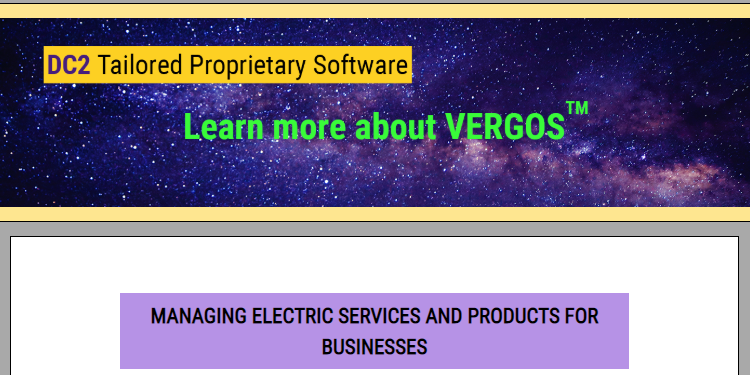 DC2 Tailored Proprietary Software
Learn more about VERGOS™
MANAGING ELECTRIC SERVICES AND PRODUCTS FOR
BUSINESSES